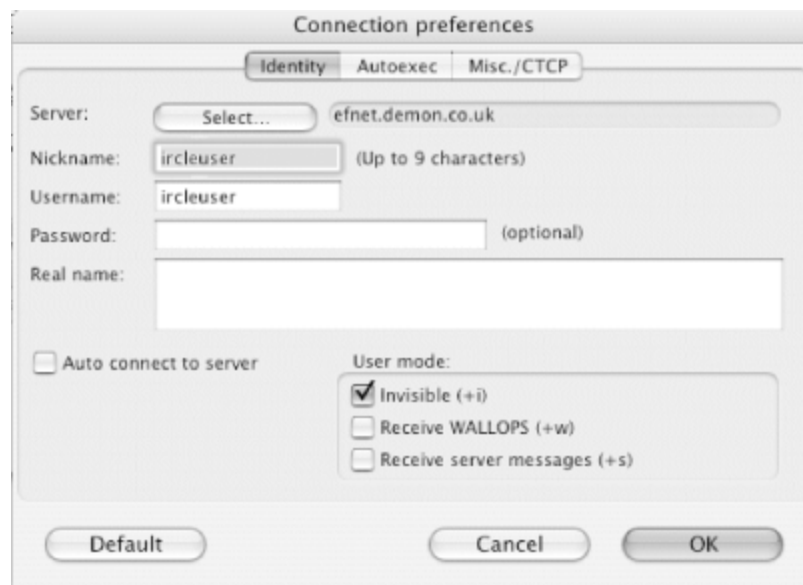 Connection preferences
Identity Autoexec Misc./CTCP
Server: Select... efnet.demon.co.uk
Nickname: ircleuser (Up to 9 characters)
Username: ircleuser
Password: (optional)
Real name:
Auto connect to server User mode:
Invisible (+i)
Receive WALLOPS (+w)
Receive server messages (+s)
Default Cancel OK